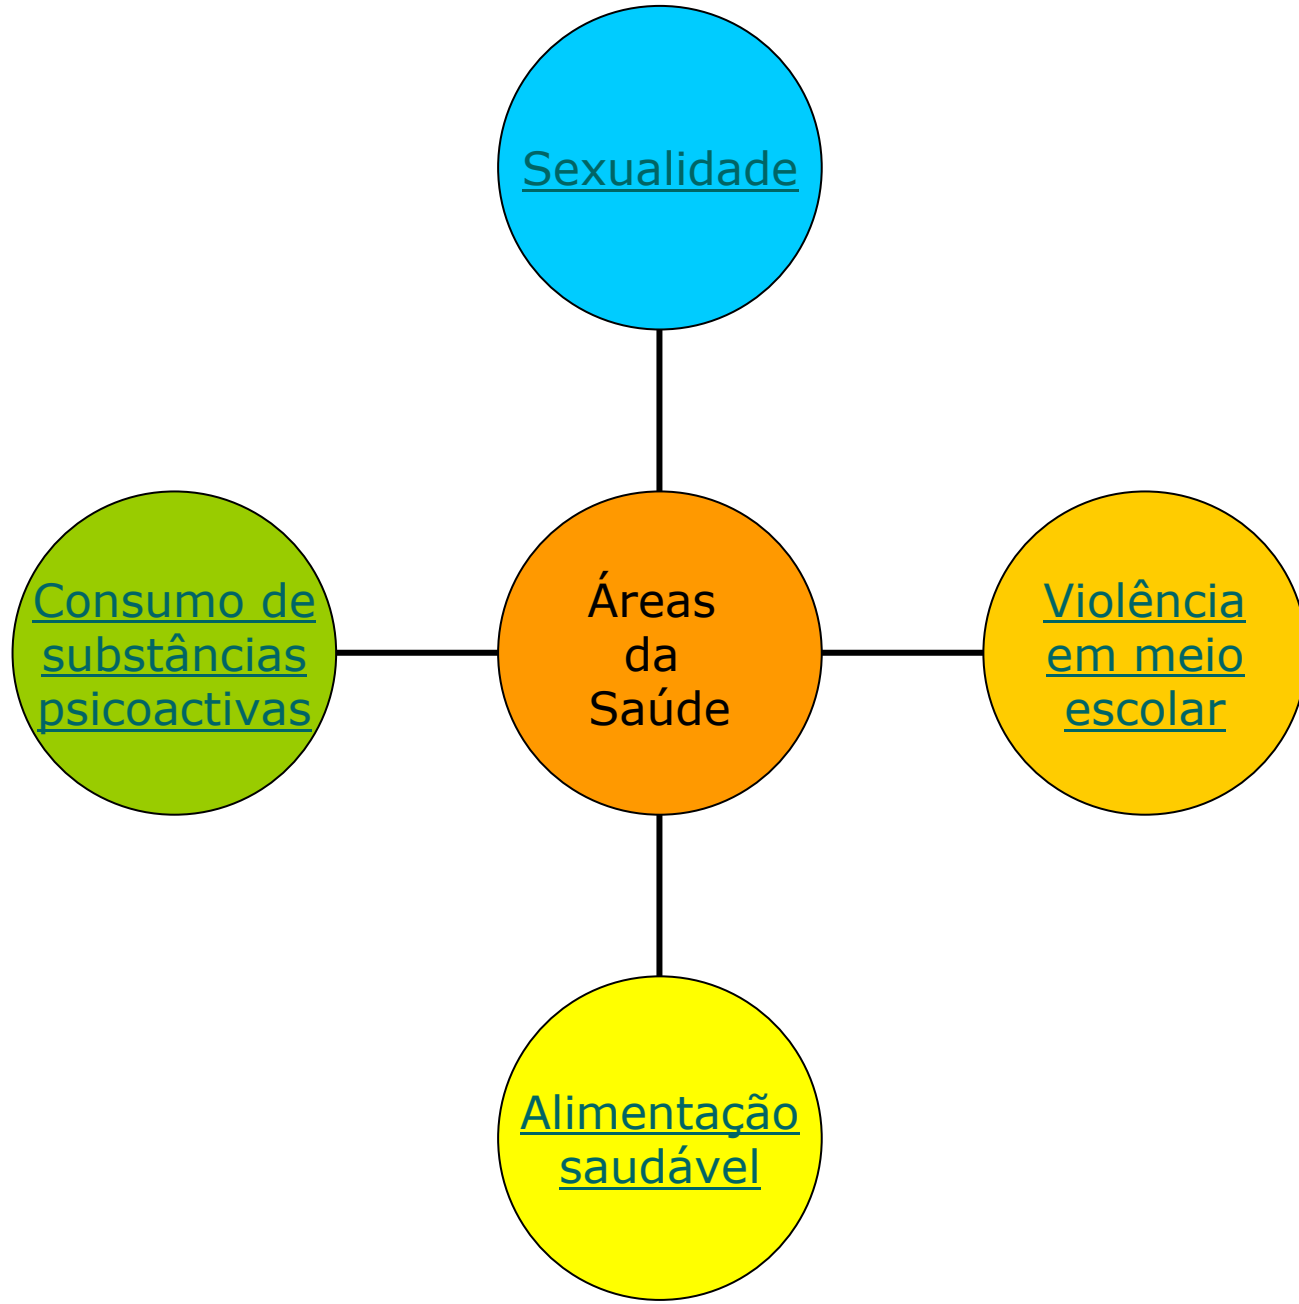 Sexualidade
Consumo de
substâncias
psicoactivas
Áreas
da
Saúde
Violência
em meio
escolar
Alimentação
saudável